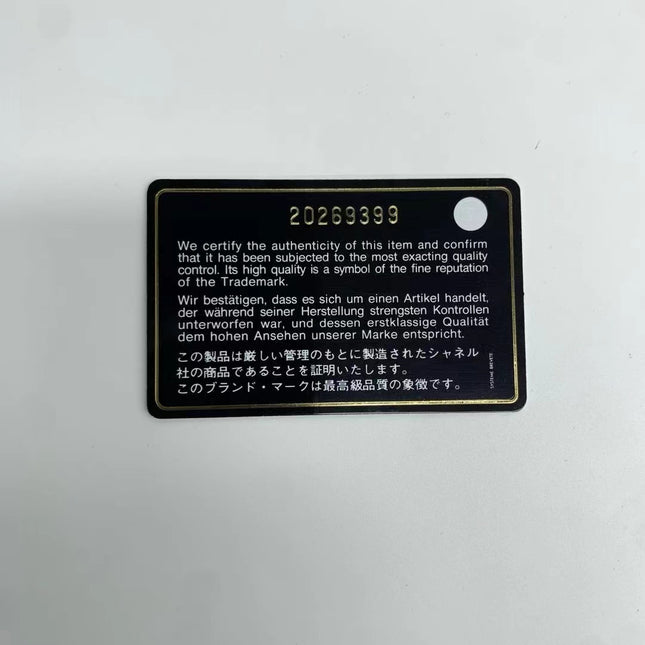 20269399
We certify the authenticity of this item and confirm
that it has been subjected to the most exacting quality
control. Its high quality is a symbol of the fine reputation
of the Trademark.
Wir bestätigen, dass es sich um einen Artikel handelt,
der während seiner Herstellung strengsten Kontrollen
unterworfen war, und dessen erstklassige Qualität
dem hohen Ansehen unserer Marke entspricht.
この製品は厳しい管理のもとに製造されたシャネル
社の商品であることを証明いたします。
このブランド・マークは最高級品質の象徴です。
SYSTEME BREVETE